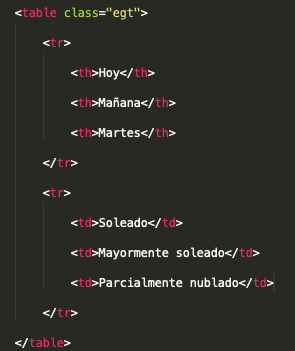 <table class="egt">
<tr>
<th>Hoy</th>
<th>Mañana</th>
<th>Martes</th>
</tr>
<tr>
<td>Soleado</td>
<td>Mayormente soleado</td>
<td>Parcialmente nublado</td>
</tr>
</table>